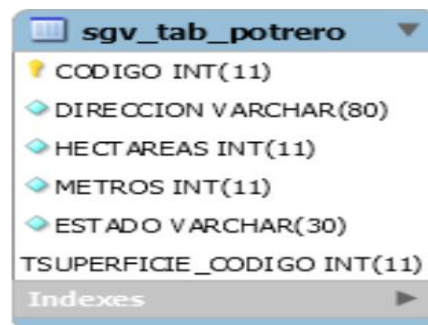 sgv_tab_potrero
CODIGO INT(11)
DIRECCION VARCHAR(80)
HECTAREAS INT(11)
METROS INT(11)
ESTADO VARCHAR(30)
TSUPERFICIE_CODIGO INT(11)
Indexes